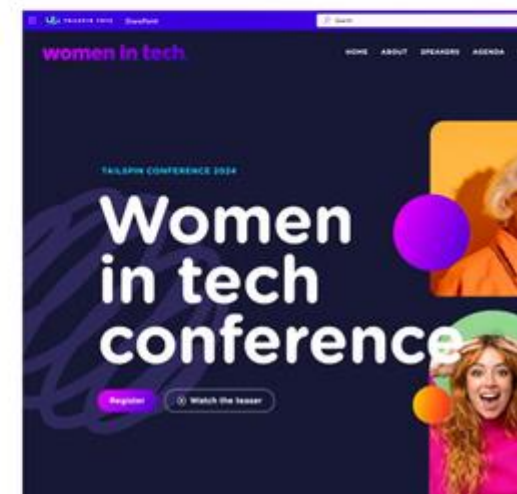 TAILSPIN TECH SharePoint Search
women in tech.
HOME ABOUT SPEAKERS AGENDA
TAILSPIN CONFERENCE 2024
Women
in tech
conference
Register Watch the teaser